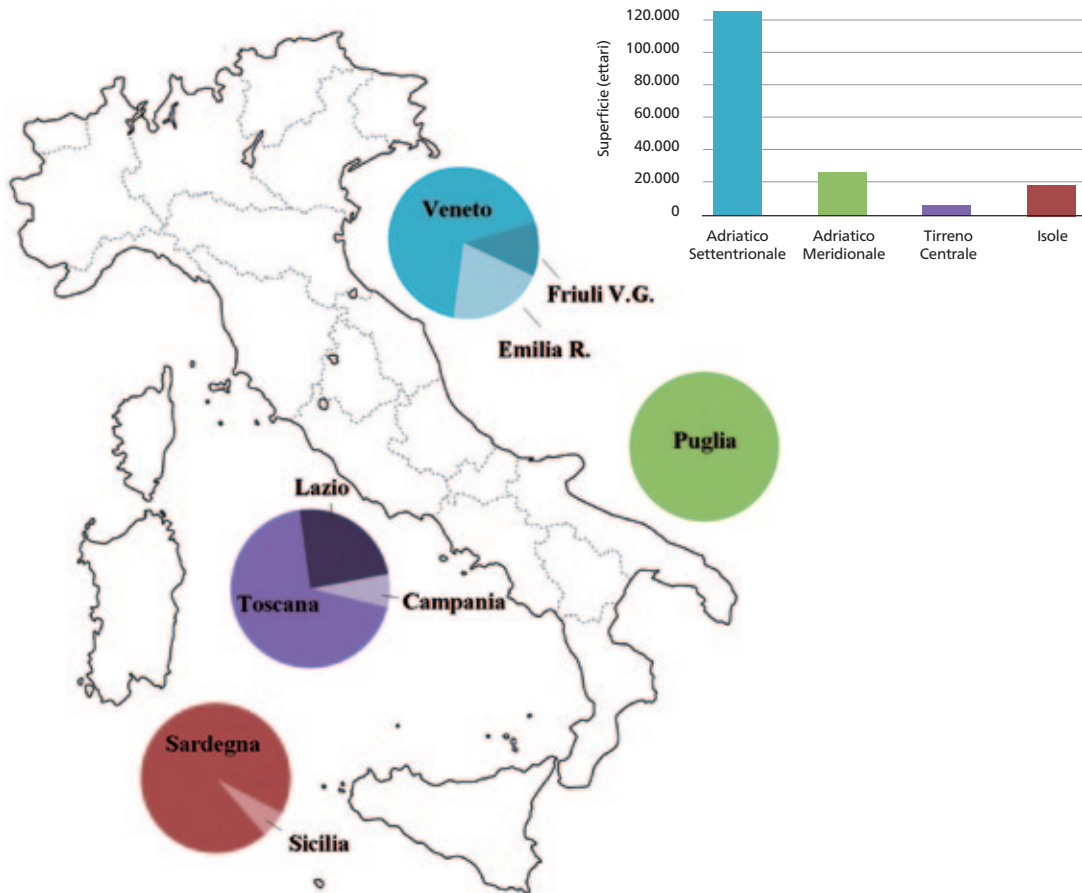 120.000
100.000
80.000
60.000
40.000
20.000
0
Superficie (ettari)
Adriatico
Settentrionale
Adriatico
Meridionale
Tirreno
Centrale
Isole
Veneto
Friuli V.G.
Emilia R.
Puglia
Lazio
Toscana
Campania
Sardegna
Sicilia